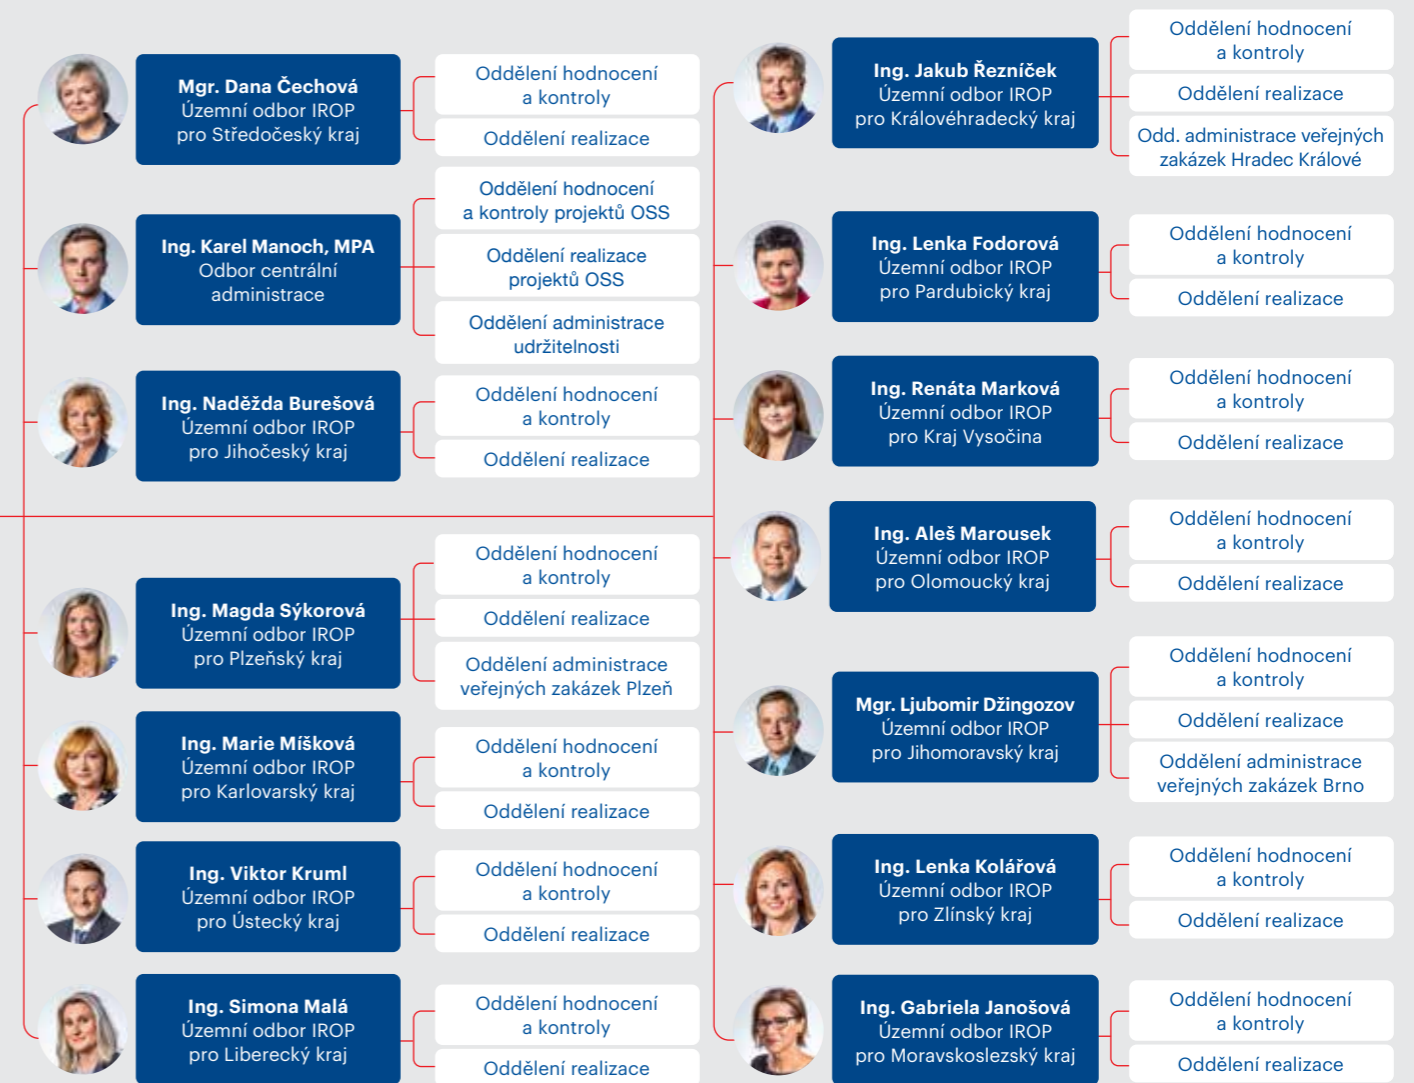 Mgr. Dana Čechová
Územní odbor IROP
pro Středočeský kraj
Oddělení hodnocení
a kontroly
Oddělení realizace
Ing. Karel Manoch, MPA
Odbor centrální
administrace
Oddělení hodnocení
a kontroly projektů OSS
Oddělení realizace
projektů OSS
Oddělení administrace
udržitelnosti
Ing. Naděžda Burešová
Územní odbor IROP
pro Jihočeský kraj
Oddělení hodnocení
a kontroly
Oddělení realizace
Ing. Magda Sýkorová
Územní odbor IROP
pro Plzeňský kraj
Oddělení hodnocení
a kontroly
Oddělení realizace
Oddělení administrace
veřejných zakázek Plzeň
Ing. Marie Míšková
Územní odbor IROP
pro Karlovarský kraj
Oddělení hodnocení
a kontroly
Oddělení realizace
Ing. Viktor Kruml
Územní odbor IROP
pro Ústecký kraj
Oddělení hodnocení
a kontroly
Oddělení realizace
Ing. Simona Malá
Územní odbor IROP
pro Liberecký kraj
Oddělení hodnocení
a kontroly
Oddělení realizace
Ing. Jakub Řezníček
Územní odbor IROP
pro Královéhradecký kraj
Oddělení hodnocení
a kontroly
Oddělení realizace
Odd. administrace veřejných
zakázek Hradec Králové
Ing. Lenka Fodorová
Územní odbor IROP
pro Pardubický kraj
Oddělení hodnocení
a kontroly
Oddělení realizace
Ing. Renáta Marková
Územní odbor IROP
pro Kraj Vysočina
Oddělení hodnocení
a kontroly
Oddělení realizace
Ing. Aleš Marousek
Územní odbor IROP
pro Olomoucký kraj
Oddělení hodnocení
a kontroly
Oddělení realizace
Mgr. Ljubomir Džingozov
Územní odbor IROP
pro Jihomoravský kraj
Oddělení hodnocení
a kontroly
Oddělení realizace
Oddělení administrace
veřejných zakázek Brno
Ing. Lenka Kolářová
Územní odbor IROP
pro Zlínský kraj
Oddělení hodnocení
a kontroly
Oddělení realizace
Ing. Gabriela Janošová
Územní odbor IROP
pro Moravskoslezský kraj
Oddělení hodnocení
a kontroly
Oddělení realizace